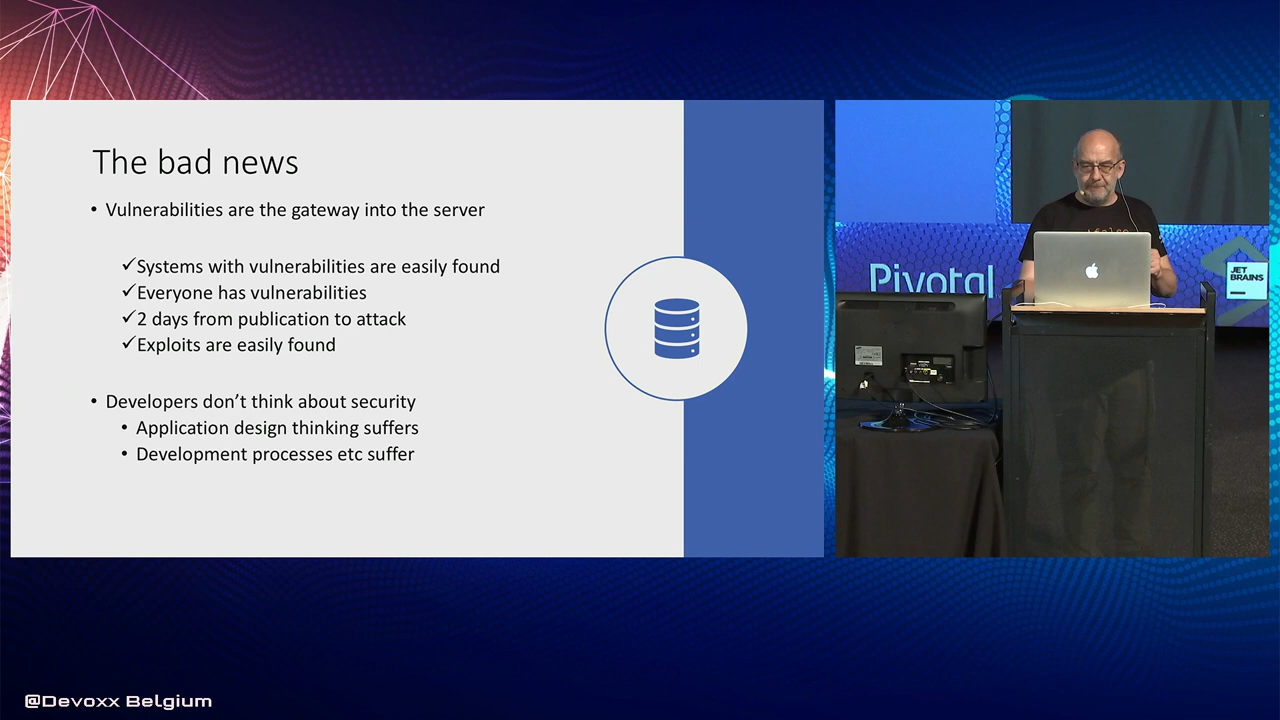 The bad news
• Vulnerabilities are the gateway into the server
✓Systems with vulnerabilities are easily found
✓Everyone has vulnerabilities
✓2 days from publication to attack
✓Exploits are easily found
• Developers don’t think about security
• Application design thinking suffers
• Development processes etc suffer
Pivotal
JET
BRAINS
@Devoxx Belgium